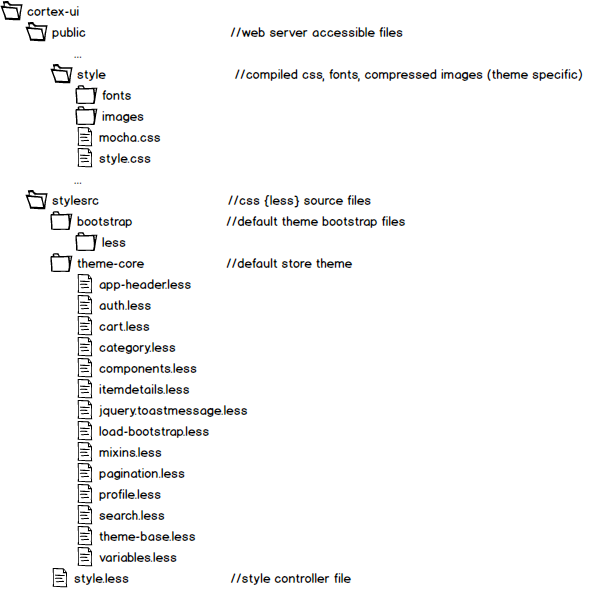 cortex-ui
public //web server accessible files
...
style //compiled css, fonts, compressed images (theme specific)
fonts
images
mocha.css
style.css
...
stylesrc //css {less} source files
bootstrap //default theme bootstrap files
less
theme-core //default store theme
app-header.less
auth.less
cart.less
category.less
components.less
itemdetails.less
jquery.toastmessage.less
load-bootstrap.less
mixins.less
pagination.less
profile.less
search.less
theme-base.less
variables.less
style.less //style controller file